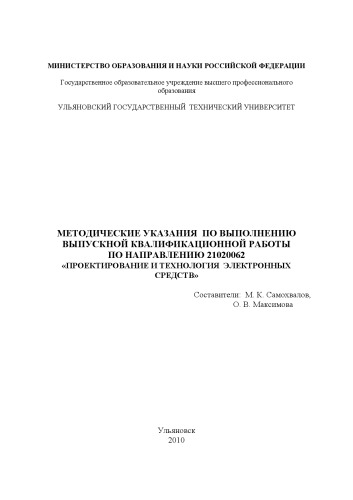 МИНИСТЕРСТВО ОБРАЗОВАНИЯ И НАУКИ РОССИЙСКОЙ ФЕДЕРАЦИИ
Государственное образовательное учреждение высшего профессионального
образования
УЛЬЯНОВСКИЙ ГОСУДАРСТВЕННЫЙ ТЕХНИЧЕСКИЙ УНИВЕРСИТЕТ
МЕТОДИЧЕСКИЕ УКАЗАНИЯ ПО ВЫПОЛНЕНИЮ
ВЫПУСКНОЙ КВАЛИФИКАЦИОННОЙ РАБОТЫ
ПО НАПРАВЛЕНИЮ 21020062
«ПРОЕКТИРОВАНИЕ И ТЕХНОЛОГИЯ ЭЛЕКТРОННЫХ
СРЕДСТВ»
Составители: М. К. Самохвалов,
О. В. Максимова
Ульяновск
2010